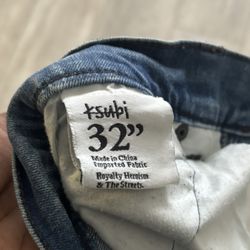 ksubi
32"
Made in China
Imported Fabric
Royalty Heroism
& The Streets.